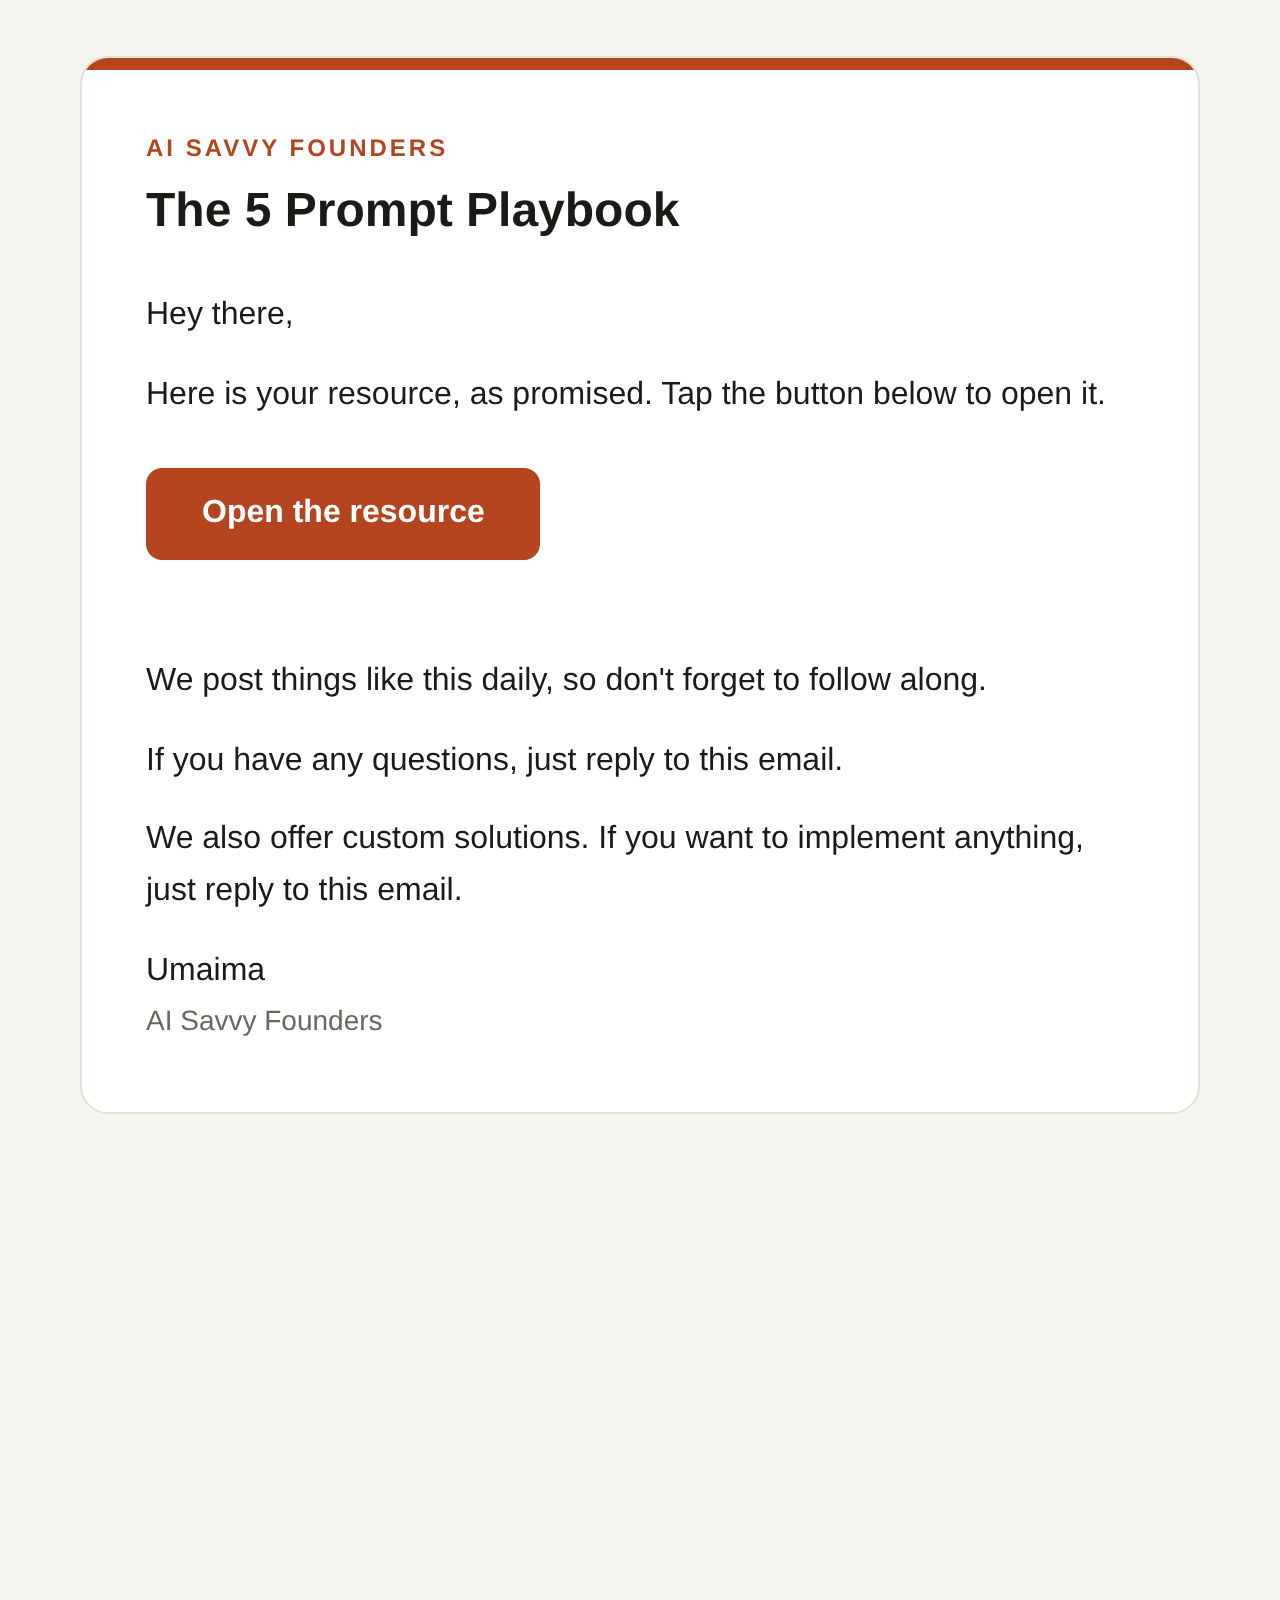 AI SAVVY FOUNDERS
The 5 Prompt Playbook
Hey there,
Here is your resource, as promised. Tap the button below to open it.
Open the resource
We post things like this daily, so don't forget to follow along.
If you have any questions, just reply to this email.
We also offer custom solutions. If you want to implement anything,
just reply to this email.
Umaima
AI Savvy Founders